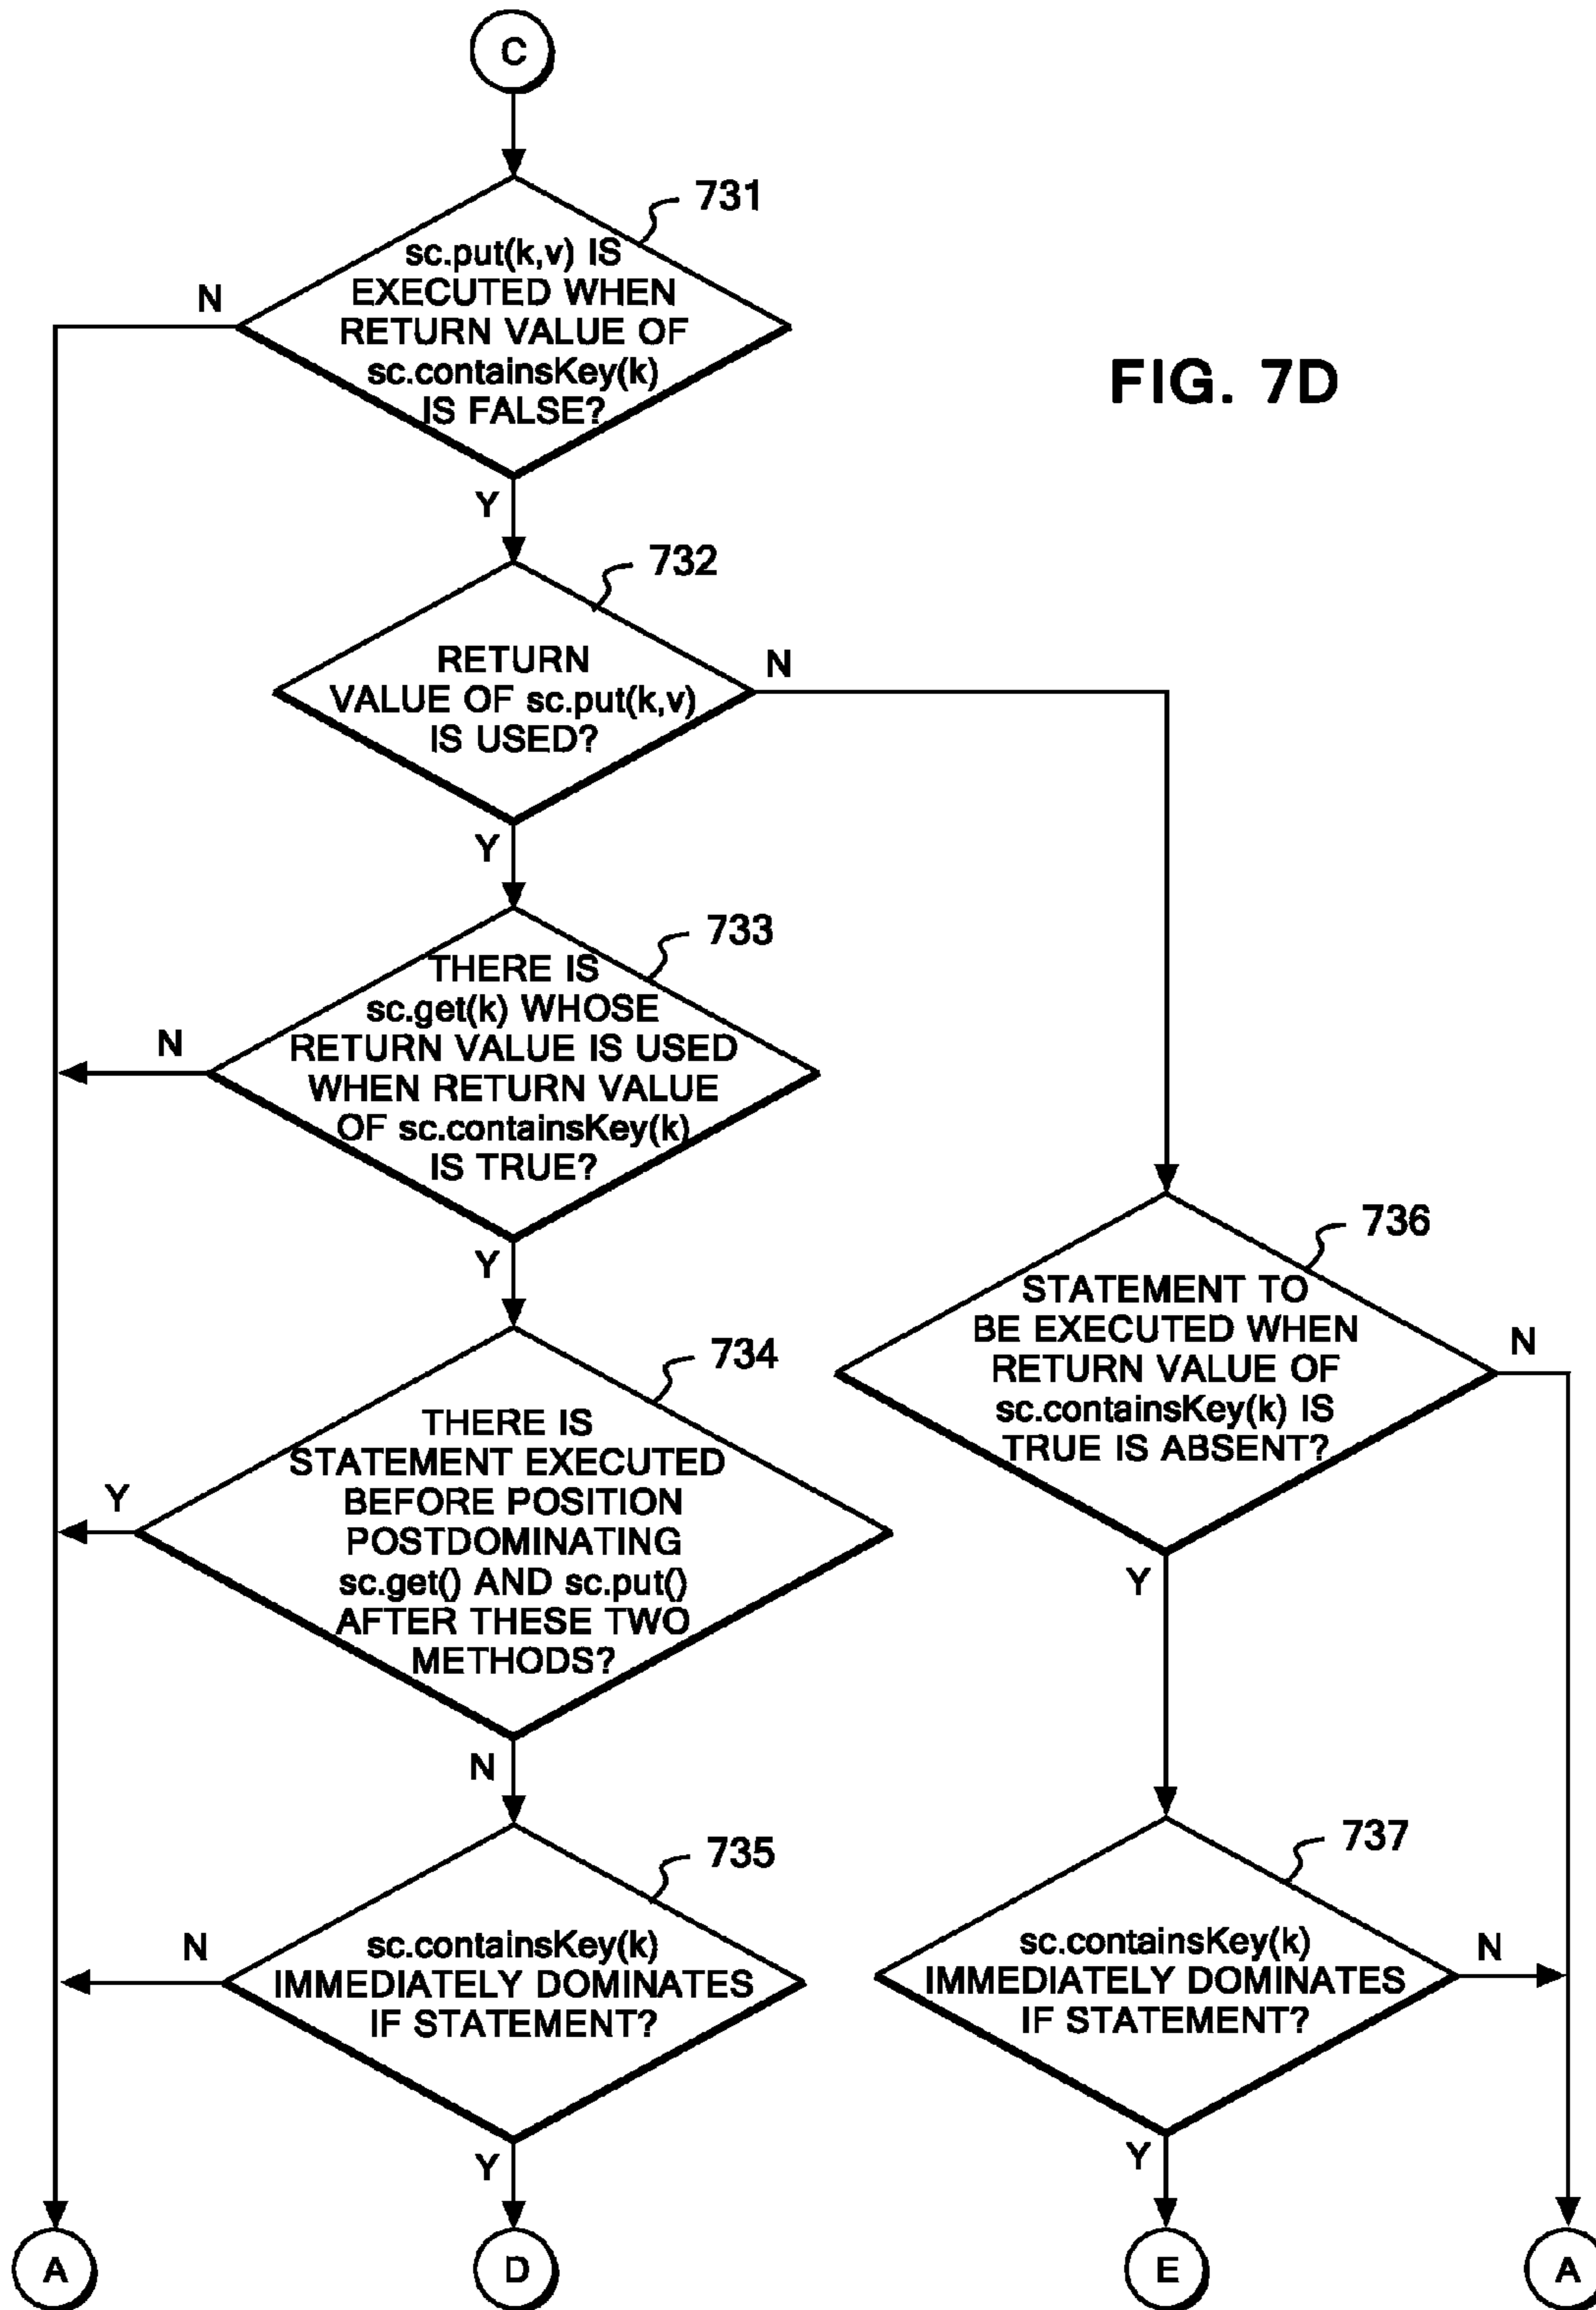 C
731
sc.put(k,v) IS
EXECUTED WHEN
RETURN VALUE OF
sc.containsKey(k)
IS FALSE?
N
FIG. 7D
Y
732
RETURN
VALUE OF sc.put(k,v)
IS USED?
N
Y
733
THERE IS
sc.get(k) WHOSE
RETURN VALUE IS USED
WHEN RETURN VALUE
OF sc.containsKey(k)
IS TRUE?
N
Y
736
STATEMENT TO
BE EXECUTED WHEN
RETURN VALUE OF
sc.containsKey(k) IS
TRUE IS ABSENT?
N
Y
734
THERE IS
STATEMENT EXECUTED
BEFORE POSITION
POSTDOMINATING
sc.get() AND sc.put()
AFTER THESE TWO
METHODS?
Y
N
735
sc.containsKey(k)
IMMEDIATELY DOMINATES
IF STATEMENT?
N
Y
737
sc.containsKey(k)
IMMEDIATELY DOMINATES
IF STATEMENT?
N
Y
A
D
E
A